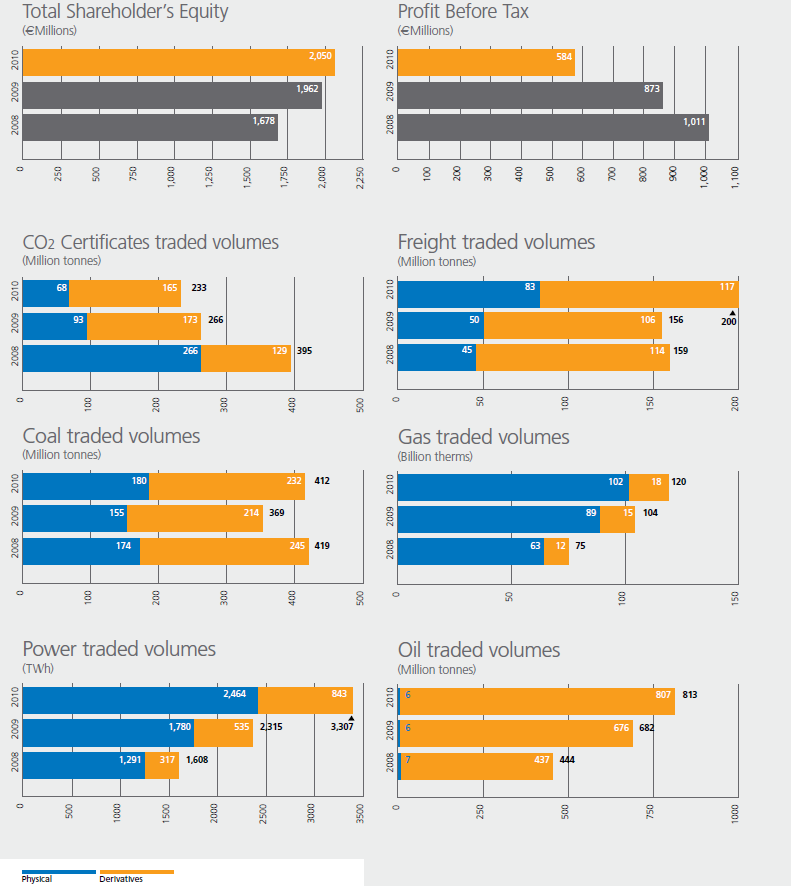 Total Shareholder's Equity
(€Millions)
2010 2,050
2009 1,962
2008 1,678
0 250 500 750 1,000 1,250 1,500 1,750 2,000 2,250
Profit Before Tax
(€Millions)
2010 584
2009 873
2008 1,011
0 100 200 300 400 500 600 700 800 900 1,000 1,100
CO2 Certificates traded volumes
(Million tonnes)
2010 68 165 233
2009 93 173 266
2008 266 129 395
0 100 200 300 400 500
Freight traded volumes
(Million tonnes)
2010 83 117
2009 50 106 156 200
2008 45 114 159
0 50 100 150 200
Coal traded volumes
(Million tonnes)
2010 180 232 412
2009 155 214 369
2008 174 245 419
0 100 200 300 400 500
Gas traded volumes
(Billion therms)
2010 102 18 120
2009 89 15 104
2008 63 12 75
0 50 100 150
Power traded volumes
(TWh)
2010 2,464 843
2009 1,780 535 2,315 3,307
2008 1,291 317 1,608
0 500 1000 1500 2000 2500 3000 3500
Oil traded volumes
(Million tonnes)
2010 6 807 813
2009 6 676 682
2008 7 437 444
0 250 500 750 1000
Physical Derivatives